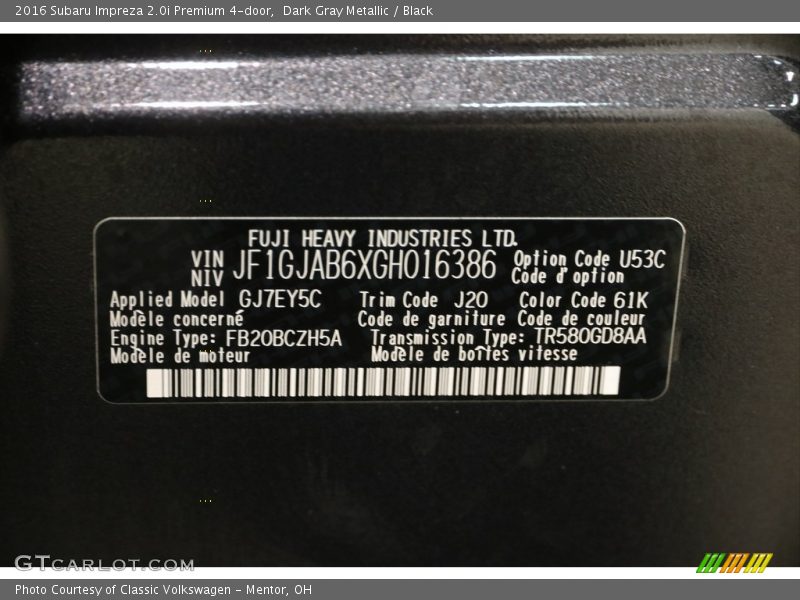 2016 Subaru Impreza 2.0i Premium 4-door, Dark Gray Metallic / Black
FUJI HEAVY INDUSTRIES LTD.
VIN JF1GJAB6XGH016386 Option Code U53C
NIV Code d'option
Applied Model GJ7EY5C Trim Code J20 Color Code 61K
Modèle concerné Code de garniture Code de couleur
Engine Type: FB20BCZH5A Transmission Type: TR580GD8AA
Modèle de moteur Modèle de boîtes vitesse
GTCARLOT.COM
Photo Courtesy of Classic Volkswagen - Mentor, OH